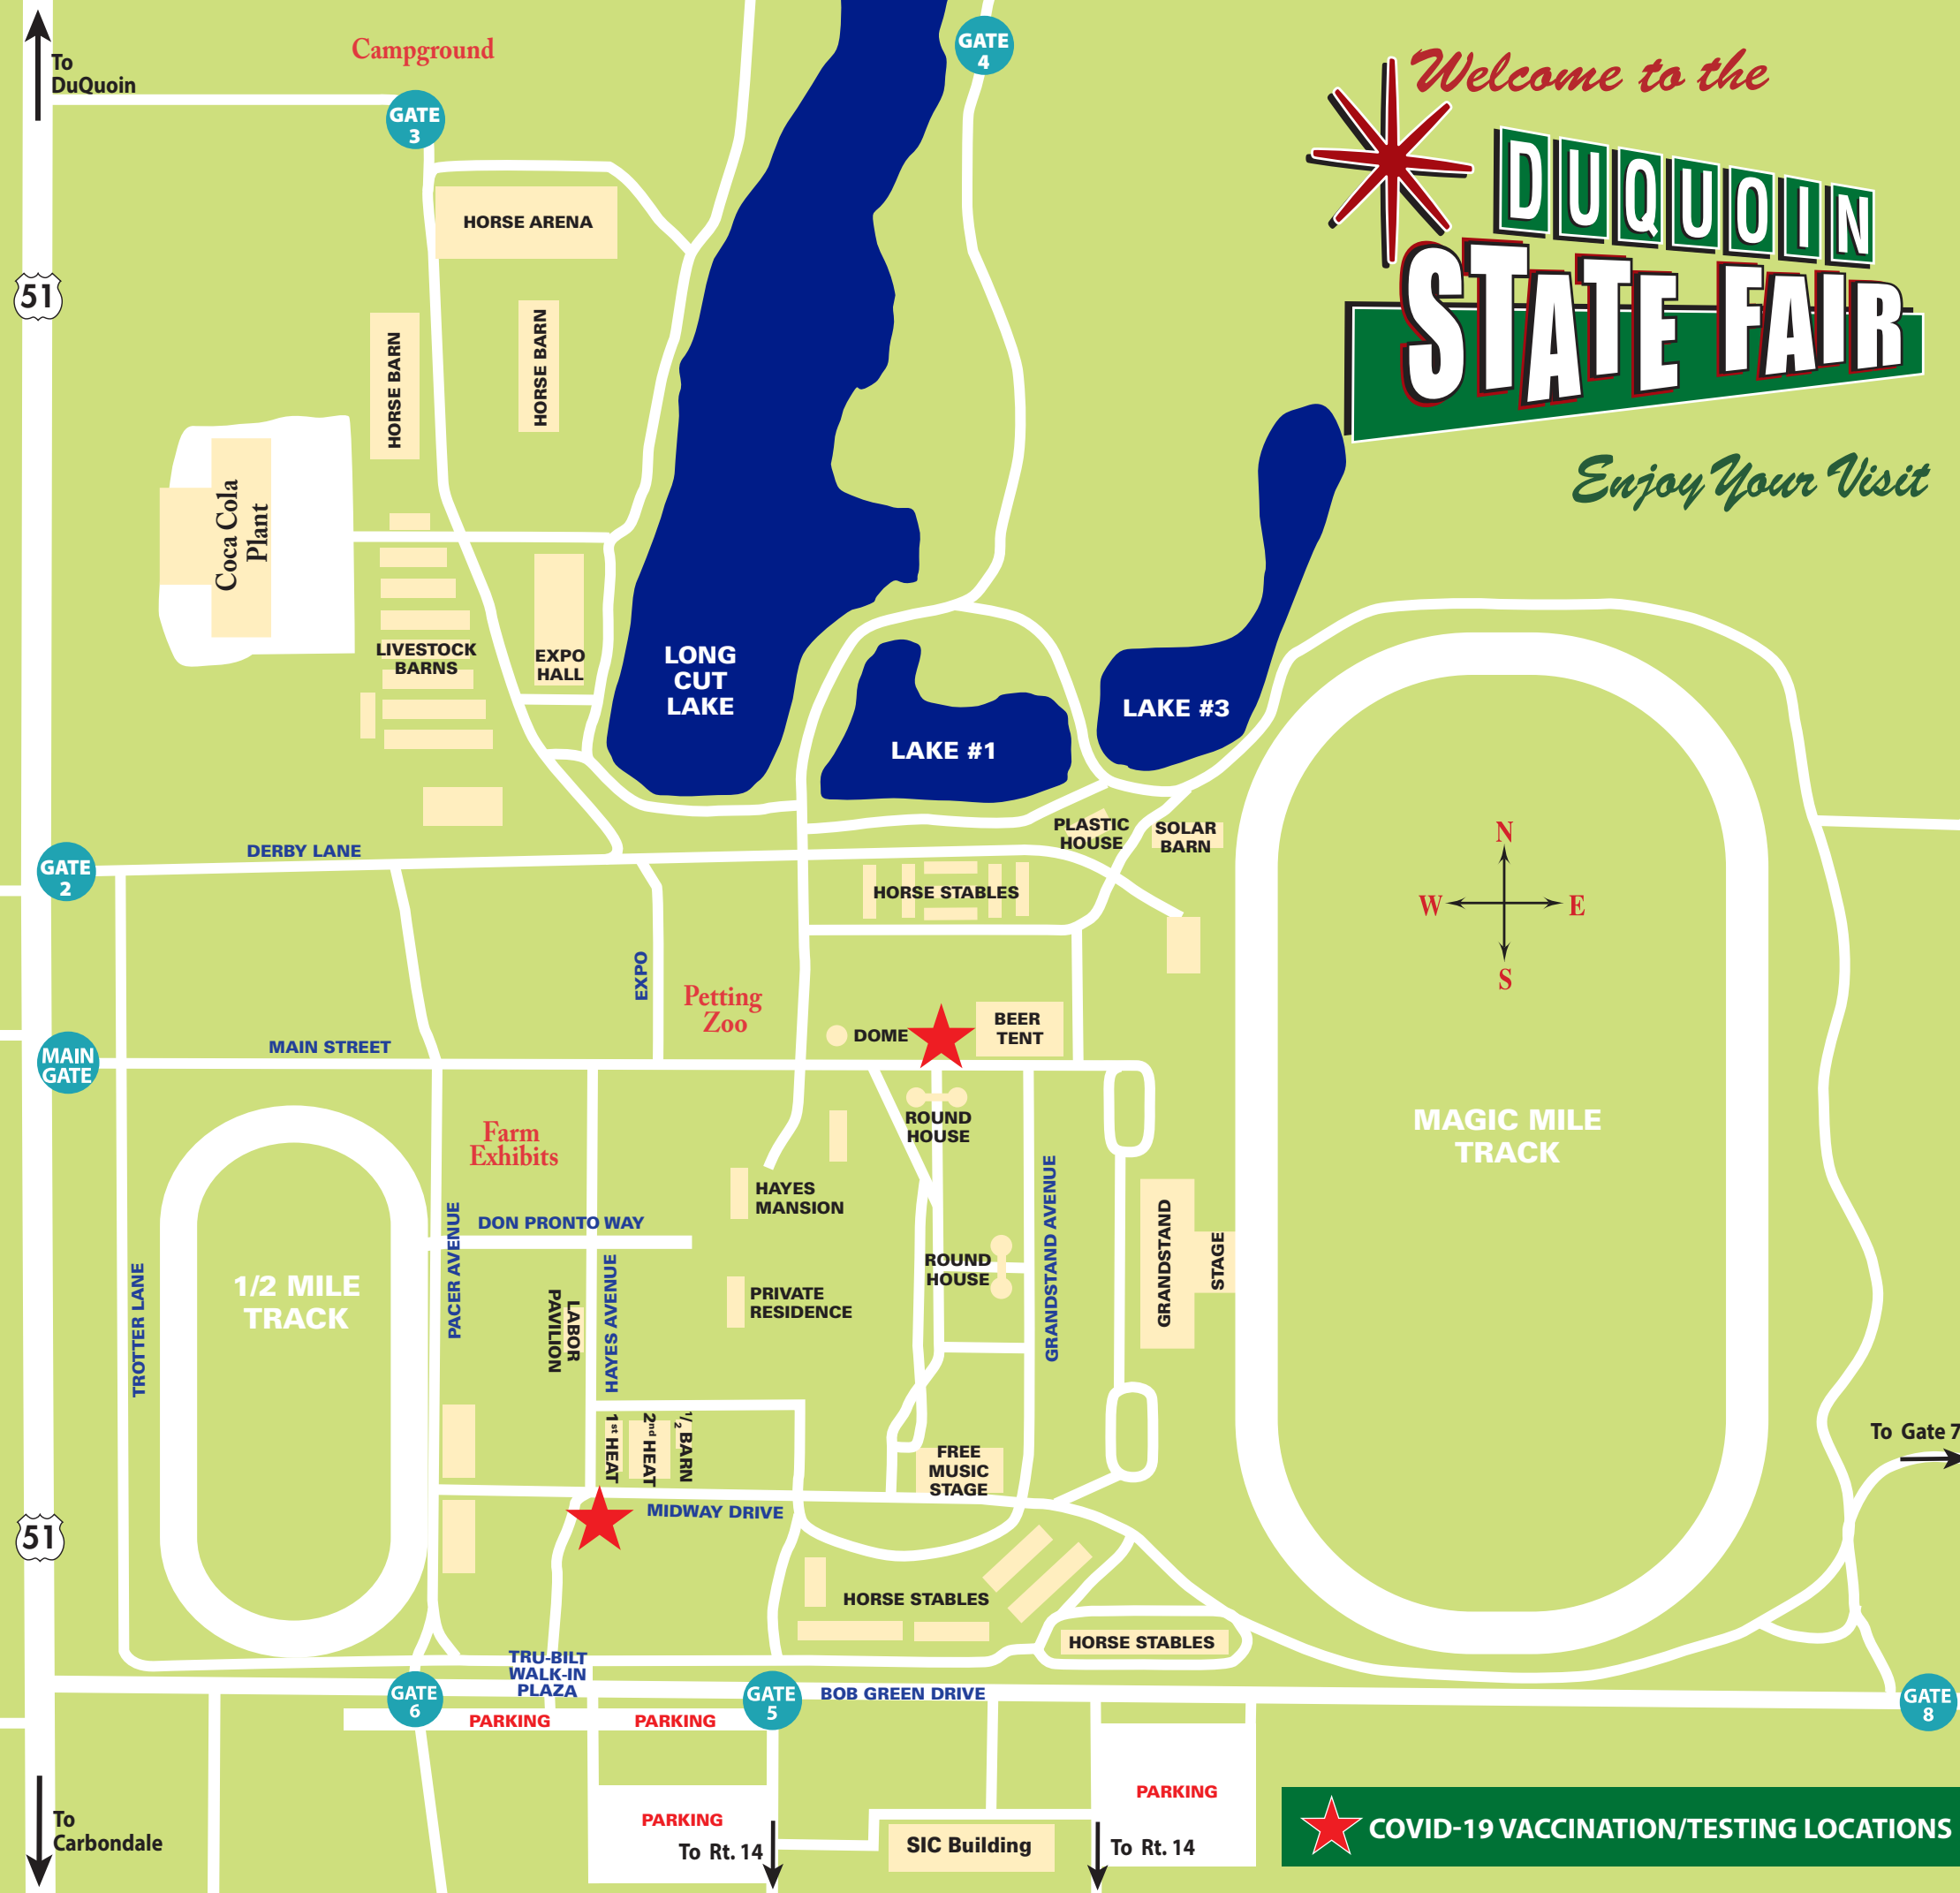 To
DuQuoin
Campground
GATE
3
GATE
4
Welcome to the
DUQUOIN
STATE FAIR
Enjoy Your Visit
51
HORSE ARENA
HORSE BARN
HORSE BARN
Coca Cola
Plant
LIVESTOCK
BARNS
EXPO
HALL
LONG
CUT
LAKE
LAKE #1
LAKE #3
PLASTIC
HOUSE
SOLAR
BARN
GATE
2
DERBY LANE
HORSE STABLES
N
W
E
S
EXPO
Petting
Zoo
DOME
BEER
TENT
MAIN
GATE
MAIN STREET
ROUND
HOUSE
MAGIC MILE
TRACK
Farm
Exhibits
HAYES
MANSION
DON PRONTO WAY
PACER AVENUE
TROTTER LANE
1/2 MILE
TRACK
LABOR
PAVILION
HAYES AVENUE
PRIVATE
RESIDENCE
ROUND
HOUSE
GRANDSTAND AVENUE
GRANDSTAND
STAGE
1st HEAT
2nd HEAT
1/2 BARN
FREE
MUSIC
STAGE
To Gate 7
51
MIDWAY DRIVE
HORSE STABLES
HORSE STABLES
TRU-BILT
WALK-IN
PLAZA
GATE
6
GATE
5
BOB GREEN DRIVE
GATE
8
PARKING
PARKING
PARKING
PARKING
To
Carbondale
To Rt. 14
SIC Building
To Rt. 14
COVID-19 VACCINATION/TESTING LOCATIONS